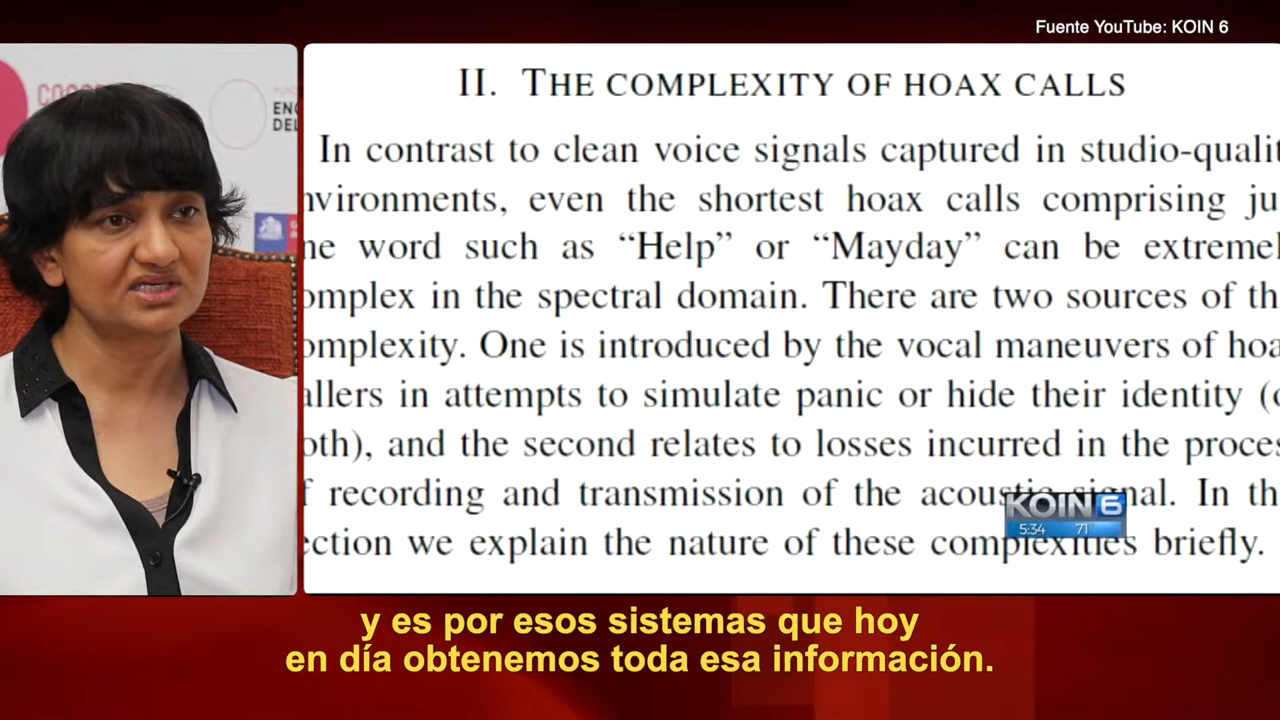 Fuente YouTube: KOIN 6
ENC
DEL
II. THE COMPLEXITY OF HOAX CALLS
In contrast to clean voice signals captured in studio-qualit
nvironments, even the shortest hoax calls comprising ju
ne word such as “Help” or “Mayday” can be extremel
omplex in the spectral domain. There are two sources of th
omplexity. One is introduced by the vocal maneuvers of hoa
allers in attempts to simulate panic or hide their identity (o
oth), and the second relates to losses incurred in the proces
f recording and transmission of the acoustic signal. In th
ection we explain the nature of these complexities briefly.
KOIN 6
5:34 71
y es por esos sistemas que hoy
en día obtenemos toda esa información.